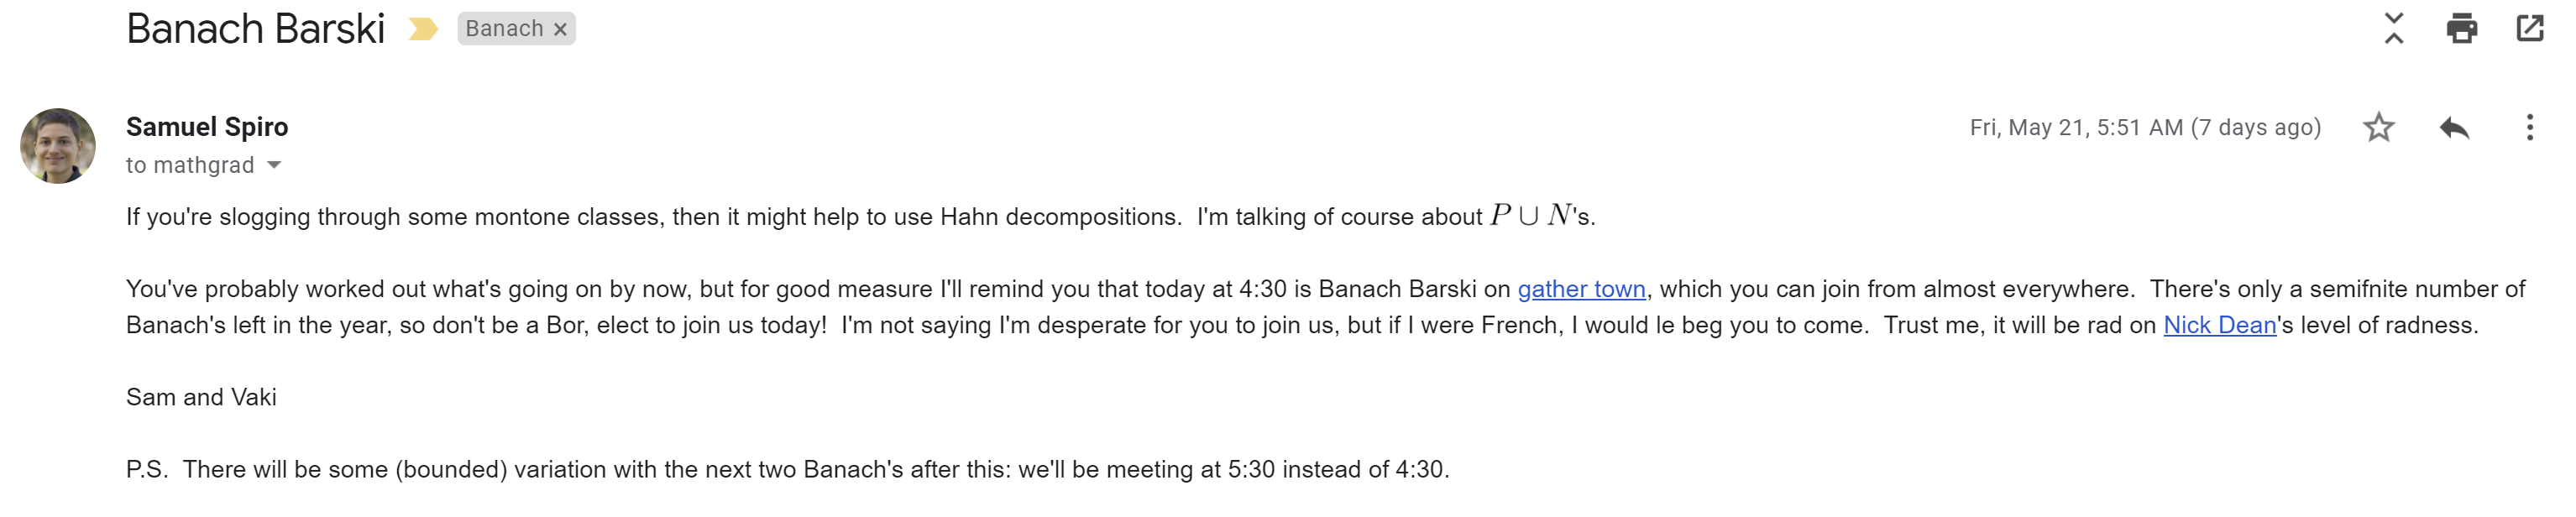 Banach Barski
Banach ×
Samuel Spiro
Fri, May 21, 5:51 AM (7 days ago)
to mathgrad
If you're slogging through some montone classes, then it might help to use Hahn decompositions.  I'm talking of course about P ∪ N's.
You've probably worked out what's going on by now, but for good measure I'll remind you that today at 4:30 is Banach Barski on gather town, which you can join from almost everywhere.  There's only a semifnite number of
Banach's left in the year, so don't be a Bor, elect to join us today!  I'm not saying I'm desperate for you to join us, but if I were French, I would le beg you to come.  Trust me, it will be rad on Nick Dean's level of radness.
Sam and Vaki
P.S.  There will be some (bounded) variation with the next two Banach's after this: we'll be meeting at 5:30 instead of 4:30.